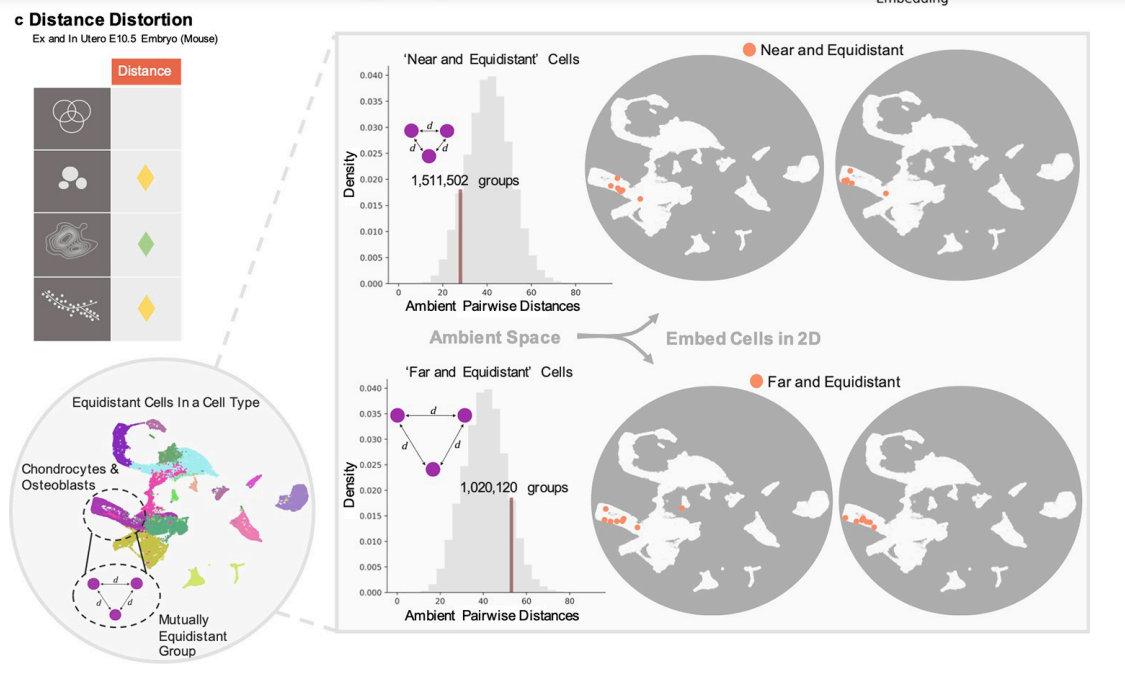 Embedding
c Distance Distortion
Ex and In Utero E10.5 Embryo (Mouse)
Distance
Equidistant Cells In a Cell Type
Chondrocytes &
Osteoblasts
d
d
d
Mutually
Equidistant
Group
'Near and Equidistant' Cells
0.040
0.035
0.030
0.025
0.020
0.015
0.010
0.005
0.000
Density
d
d
d
1,511,502 groups
0 20 40 60 80
Ambient Pairwise Distances
Near and Equidistant
Ambient Space
Embed Cells in 2D
'Far and Equidistant' Cells
0.040
0.035
0.030
0.025
0.020
0.015
0.010
0.005
0.000
Density
d
d
d
1,020,120 groups
0 20 40 60 80
Ambient Pairwise Distances
Far and Equidistant